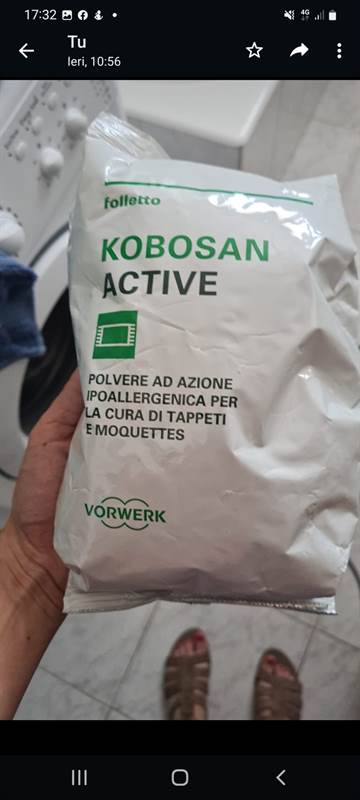 17:32
4G
Tu
Ieri, 10:56
folletto
KOBOSAN
ACTIVE
POLVERE AD AZIONE
IPOALLERGENICA PER
LA CURA DI TAPPETI
E MOQUETTES
VORWERK